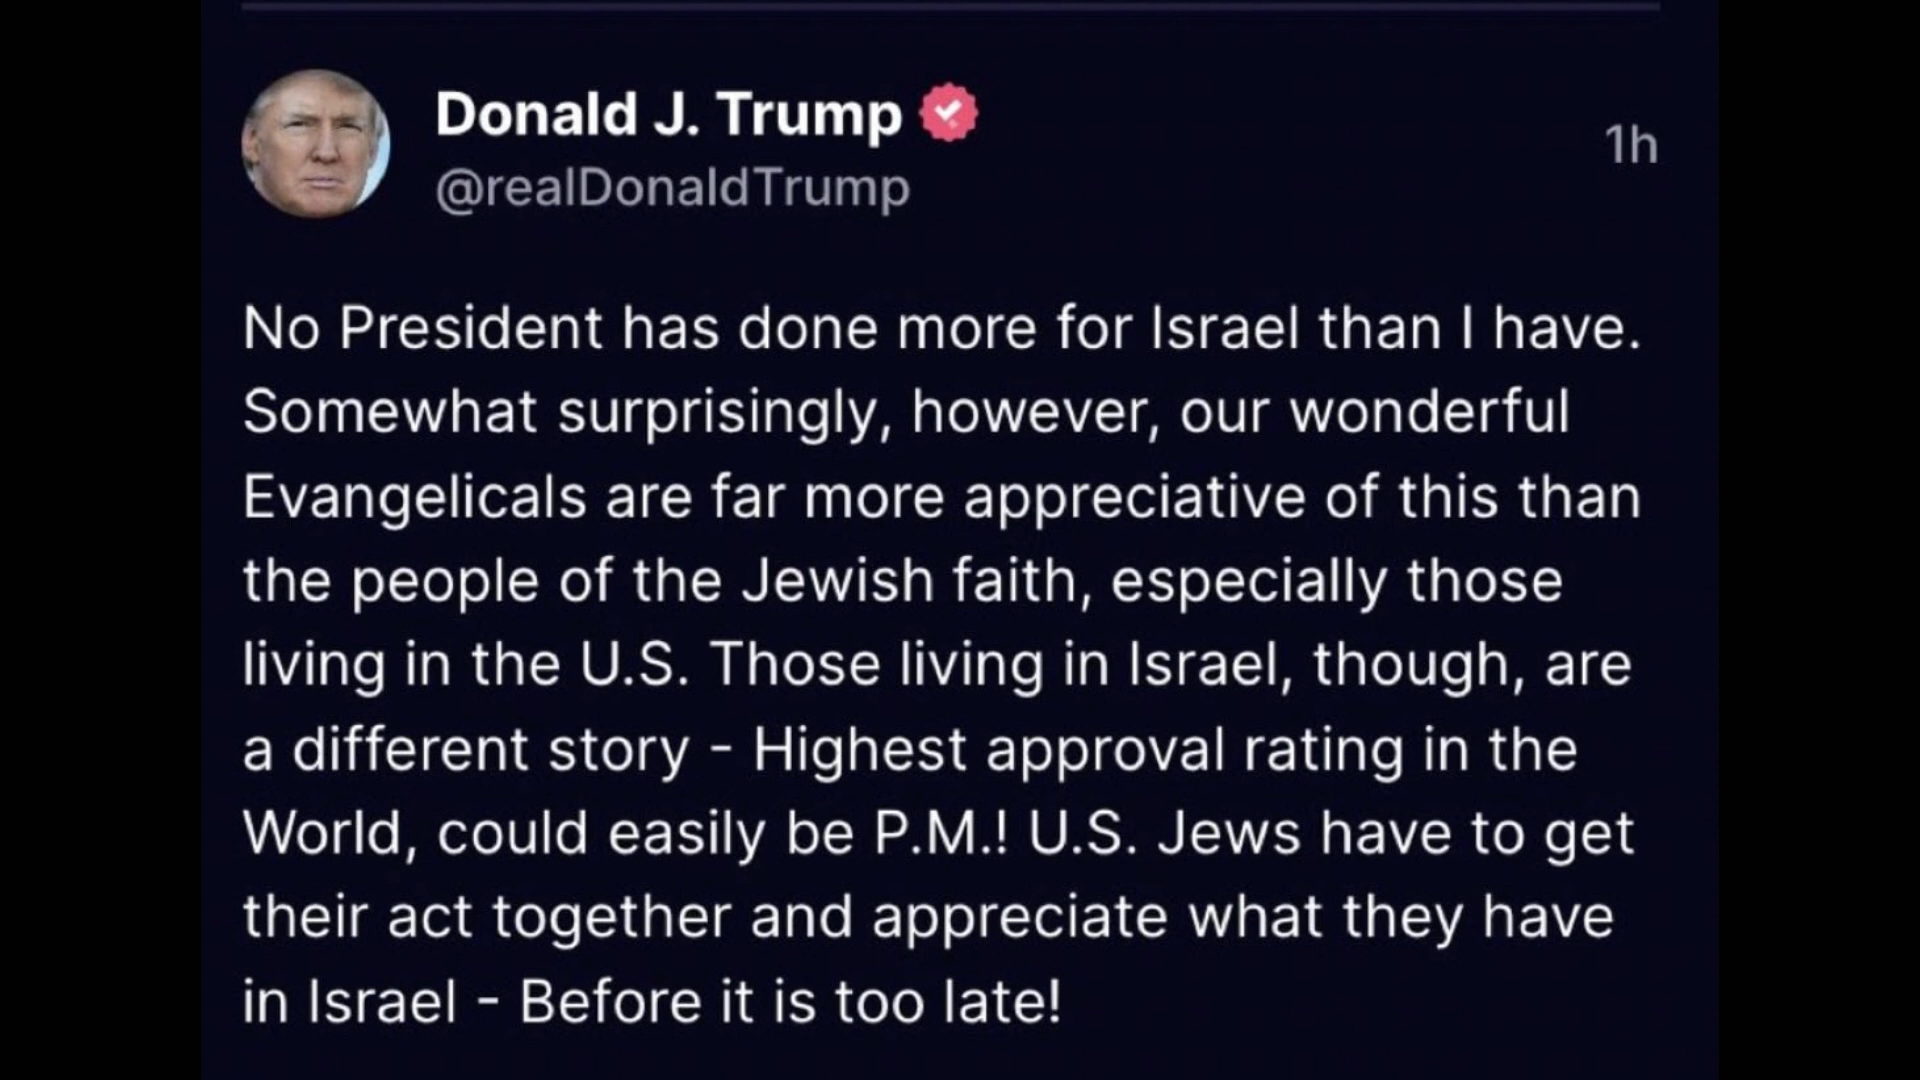 Donald J. Trump
@realDonaldTrump
1h
No President has done more for Israel than I have.
Somewhat surprisingly, however, our wonderful
Evangelicals are far more appreciative of this than
the people of the Jewish faith, especially those
living in the U.S. Those living in Israel, though, are
a different story - Highest approval rating in the
World, could easily be P.M.! U.S. Jews have to get
their act together and appreciate what they have
in Israel - Before it is too late!